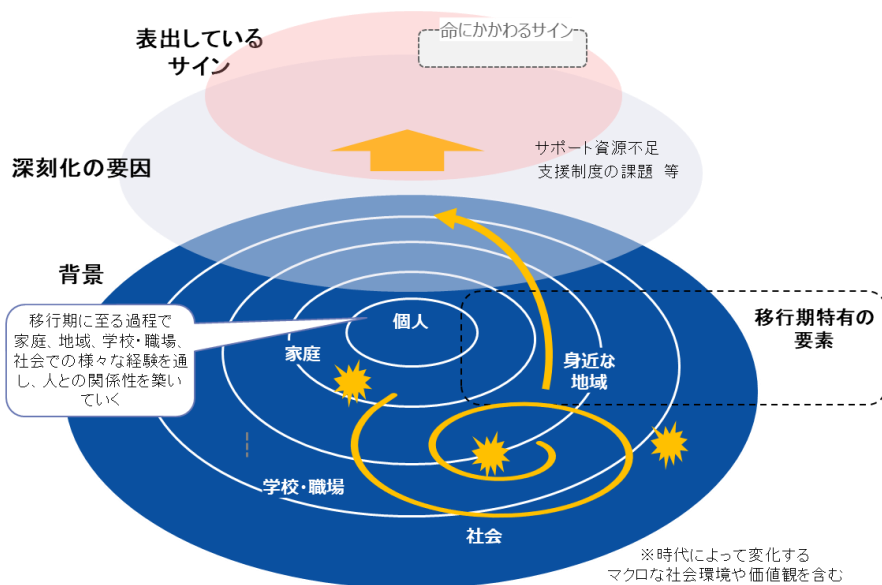 表出している
サイン
命にかかわるサイン
深刻化の要因
サポート資源不足
支援制度の課題 等
背景
移行期に至る過程で
家庭、地域、学校・職場、
社会での様々な経験を通
し、人との関係性を築い
ていく
個人
家庭
身近な
地域
移行期特有の
要素
学校・職場
社会
※時代によって変化する
マクロな社会環境や価値観を含む